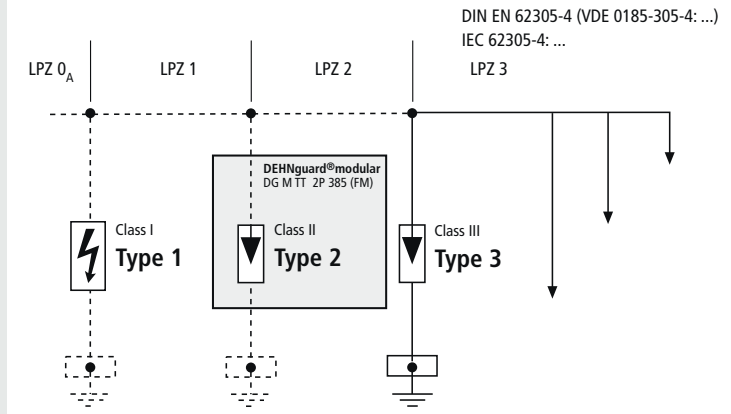 DIN EN 62305-4 (VDE 0185-305-4: ...)
IEC 62305-4: ...
LPZ 0A
LPZ 1
LPZ 2
LPZ 3
DEHNguard®modular
DG M TT 2P 385 (FM)
Class I
Type 1
Class II
Type 2
Class III
Type 3